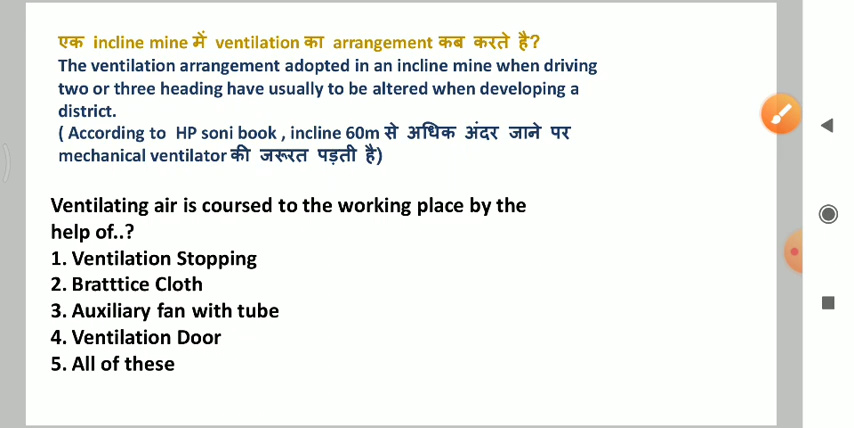 एक incline mine में ventilation का arrangement कब करते है?
The ventilation arrangement adopted in an incline mine when driving
two or three heading have usually to be altered when developing a
district.
( According to HP soni book , incline 60m से अधिक अंदर जाने पर
mechanical ventilator की जरूरत पड़ती है)
Ventilating air is coursed to the working place by the
help of..?
1. Ventilation Stopping
2. Bratttice Cloth
3. Auxiliary fan with tube
4. Ventilation Door
5. All of these